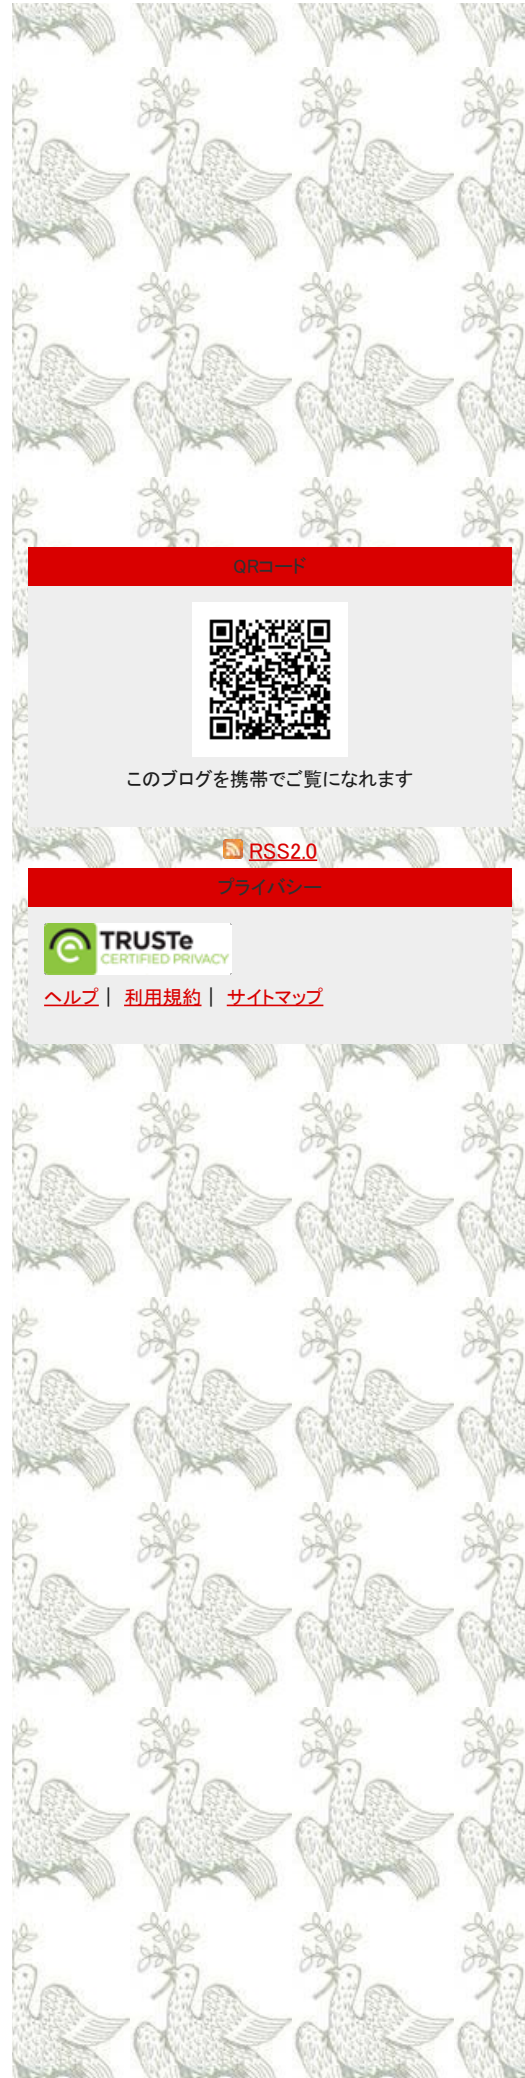 QRコード
このブログを携帯でご覧になれます
RSS2.0
プライバシー
TRUSTe
CERTIFIED PRIVACY
ヘルプ | 利用規約 | サイトマップ